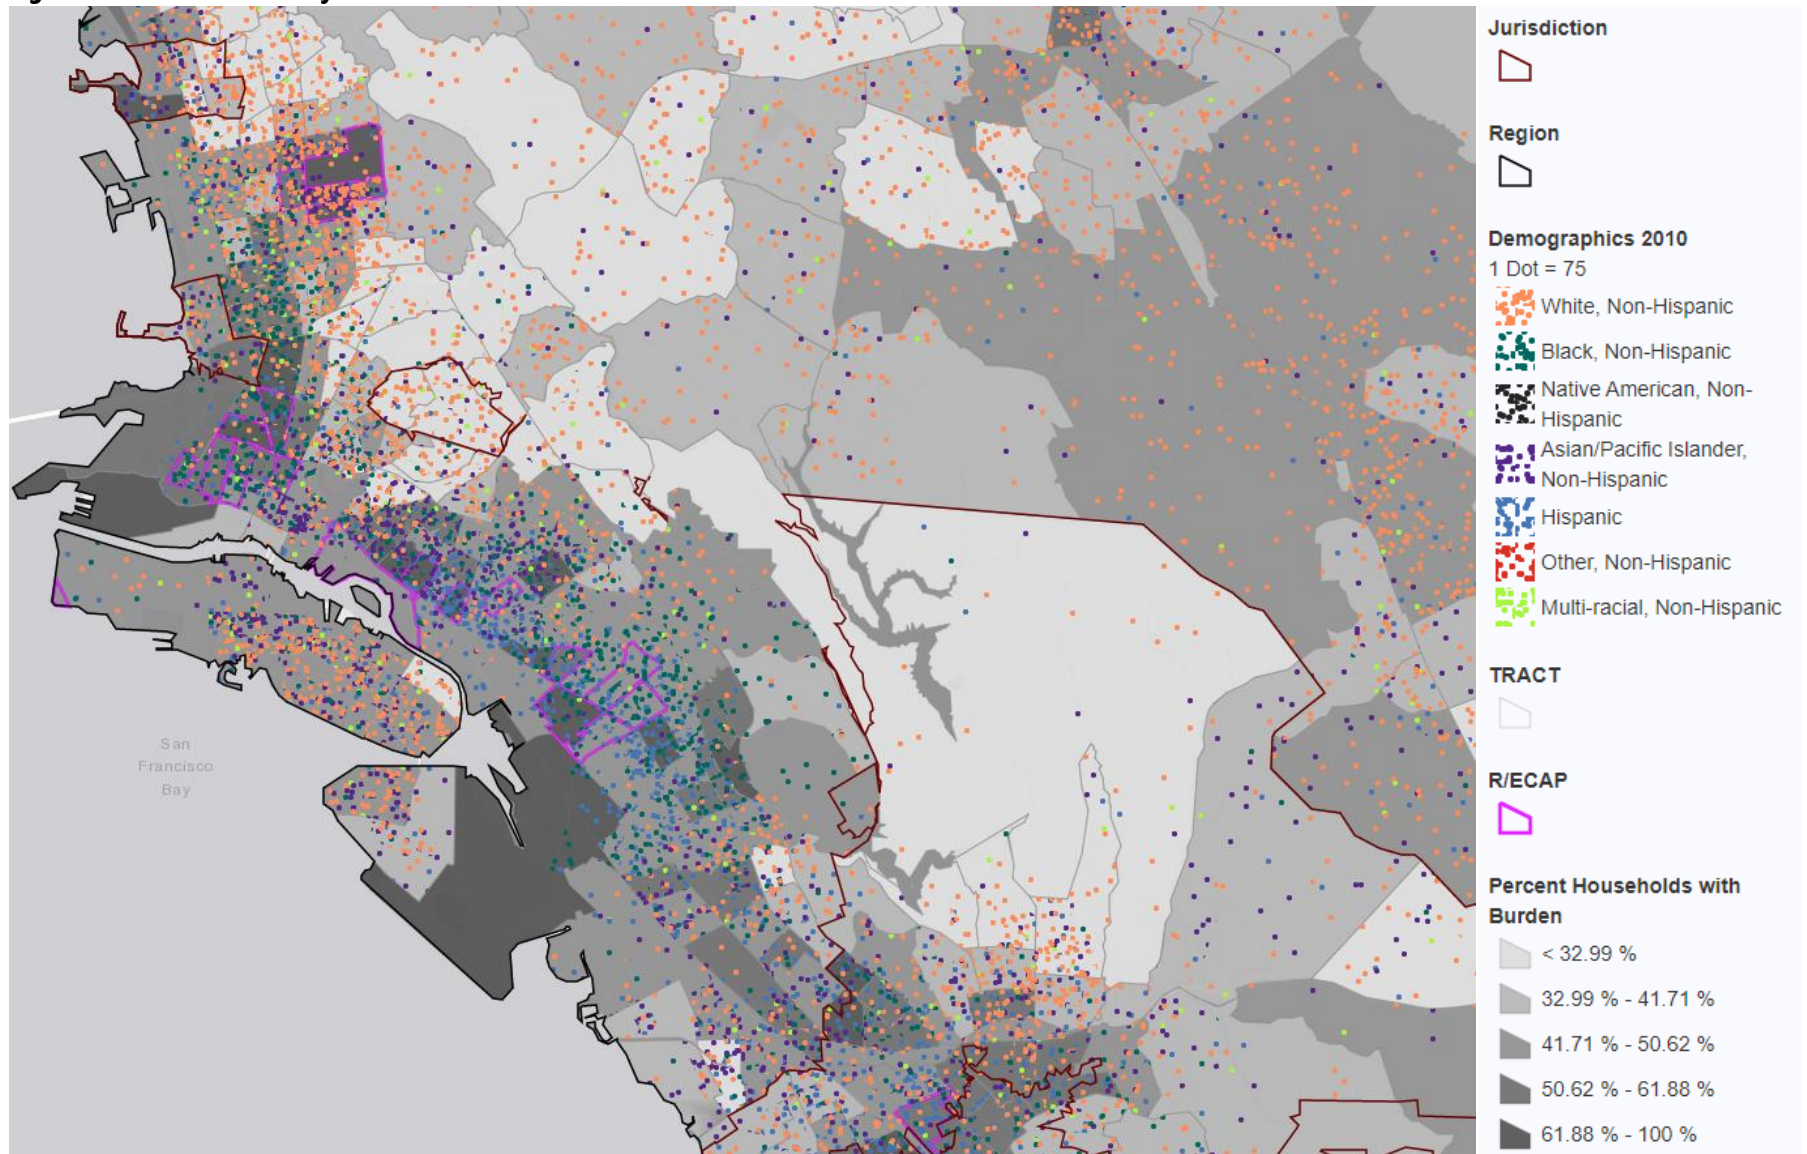 San
Francisco
Bay
Jurisdiction
Region
Demographics 2010
1 Dot = 75
White, Non-Hispanic
Black, Non-Hispanic
Native American, Non-
Hispanic
Asian/Pacific Islander,
Non-Hispanic
Hispanic
Other, Non-Hispanic
Multi-racial, Non-Hispanic
TRACT
R/ECAP
Percent Households with
Burden
< 32.99 %
32.99 % - 41.71 %
41.71 % - 50.62 %
50.62 % - 61.88 %
61.88 % - 100 %